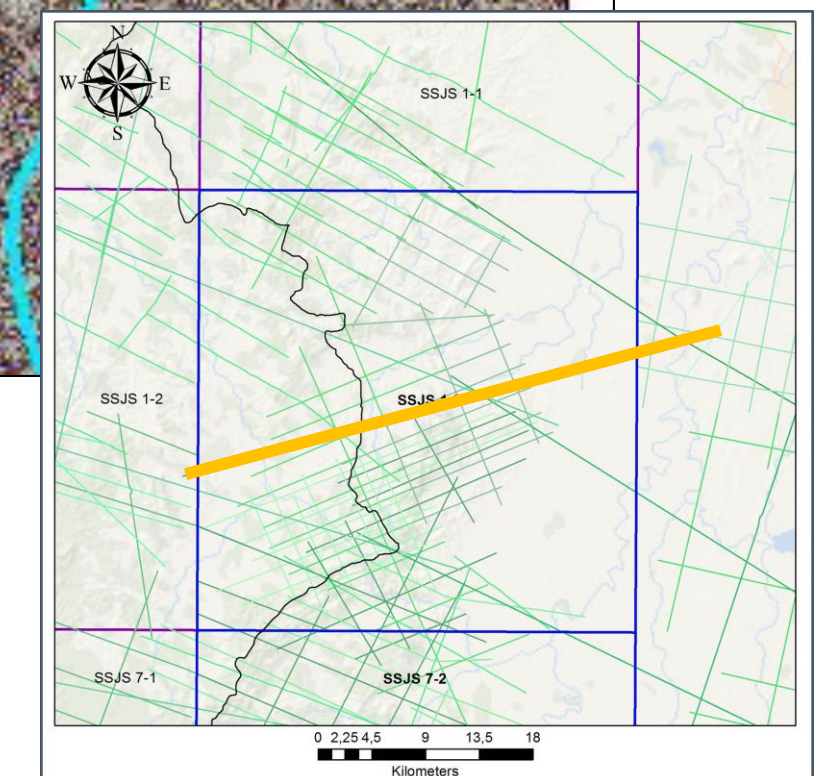 N
W E
S
SSJS 1-1
SSJS 1-2
SSJS 1-
SSJS 7-1
SSJS 7-2
0 2,25 4,5 9 13,5 18
Kilometers